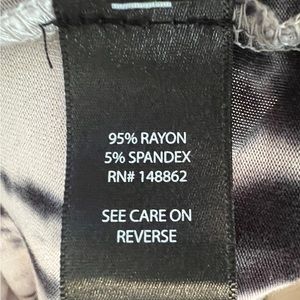 95% RAYON
5% SPANDEX
RN# 148862
SEE CARE ON
REVERSE